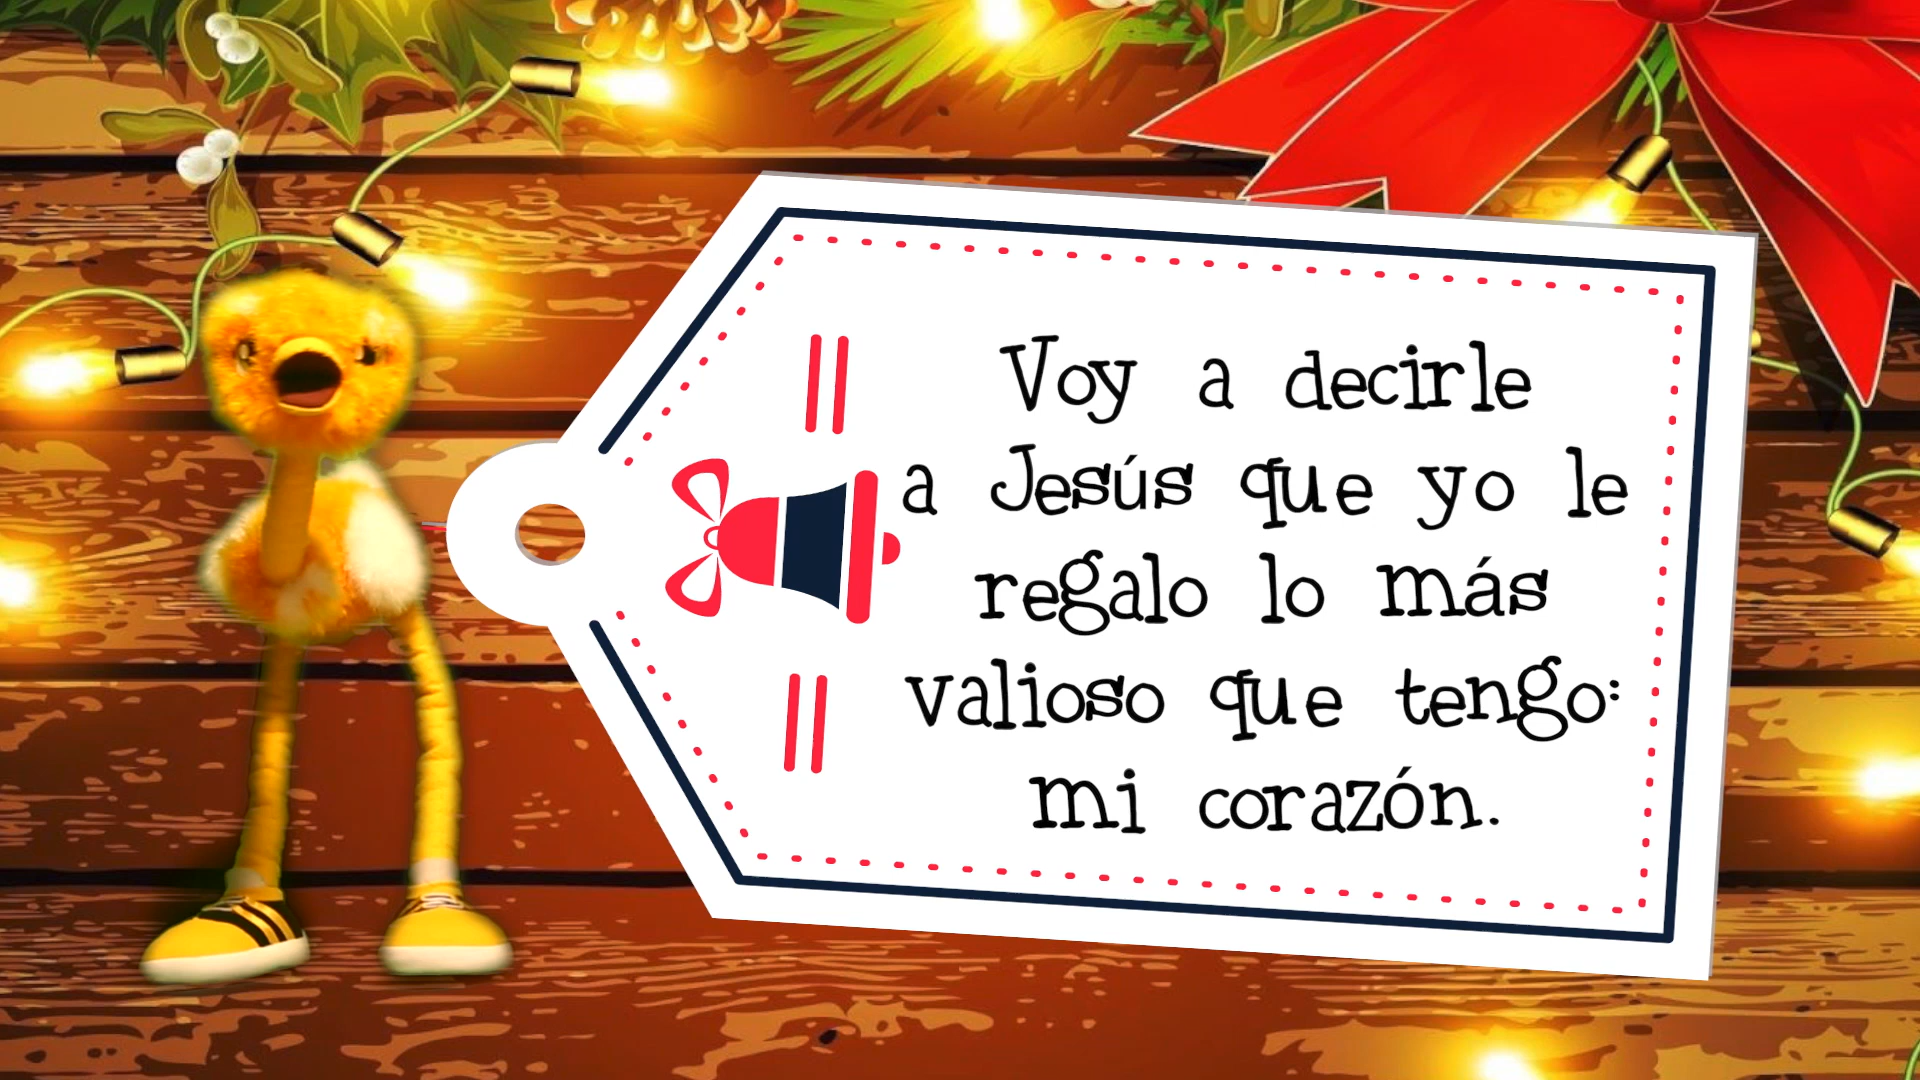 Voy a decirle
a Jesús que yo le
regalo lo más
valioso que tengo:
mi corazón.